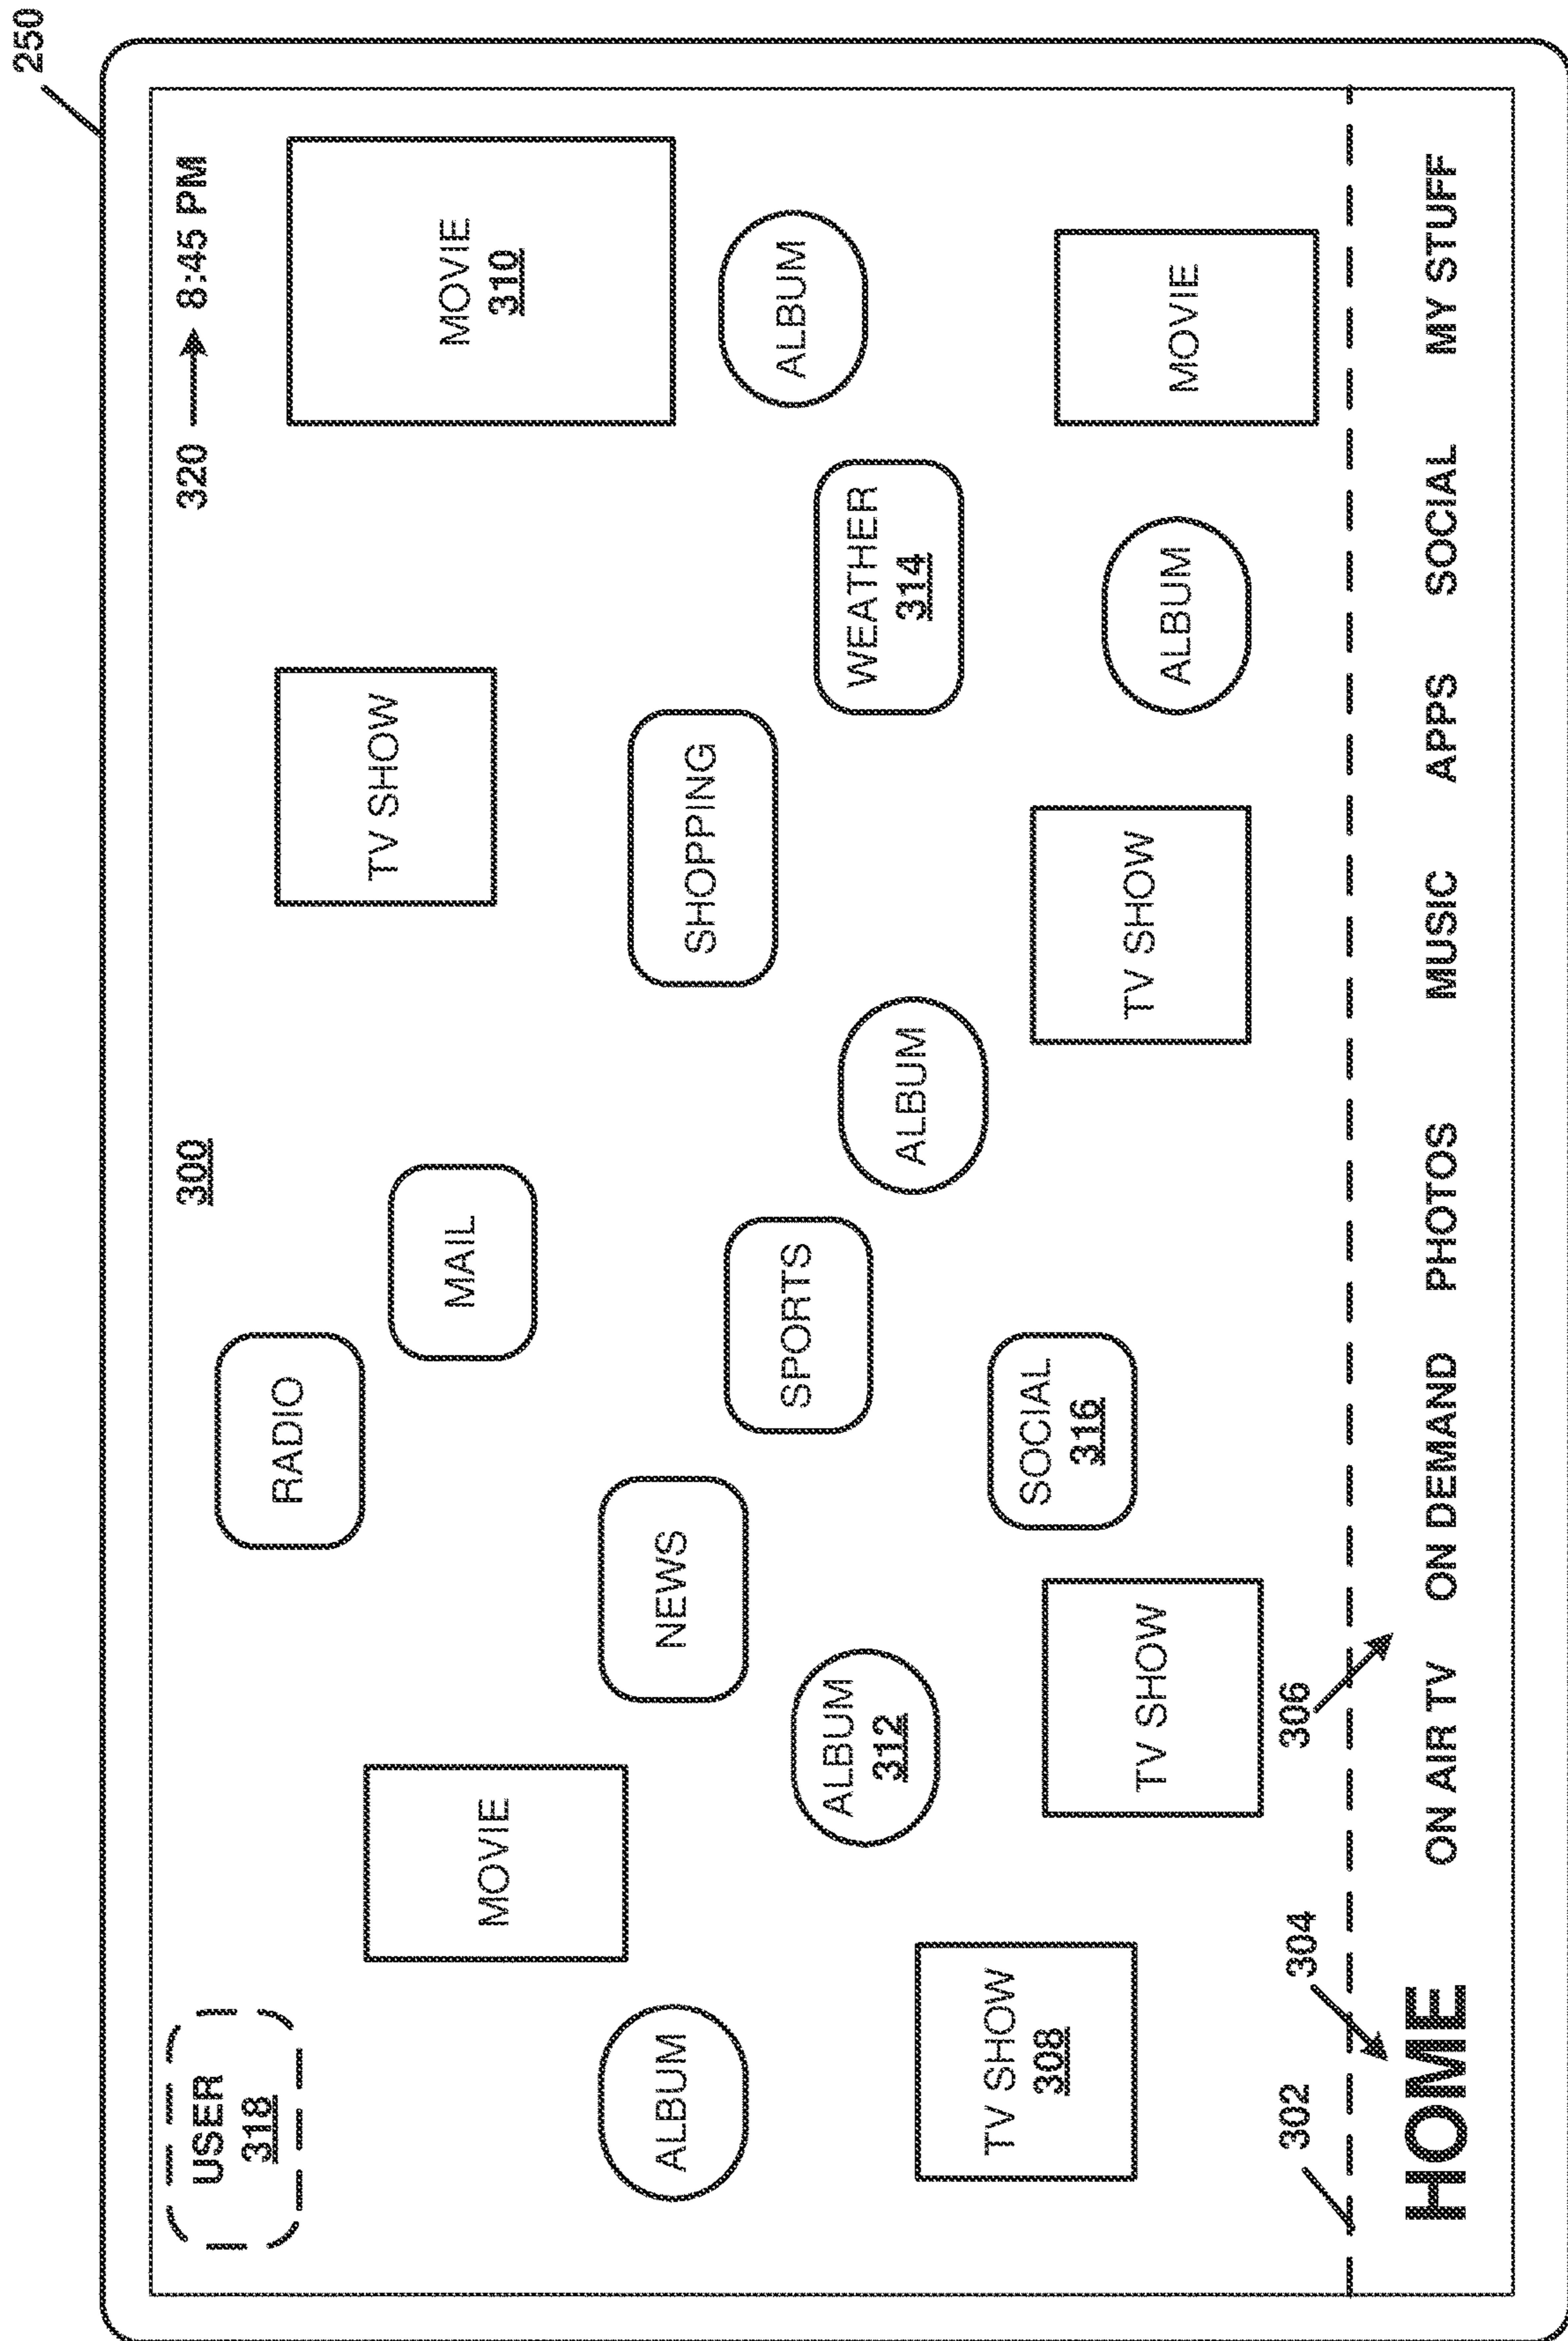 250
USER
318
300
320
8:45 PM
RADIO
TV SHOW
MOVIE
310
MOVIE
MAIL
ALBUM
NEWS
SHOPPING
ALBUM
SPORTS
ALBUM
312
ALBUM
WEATHER
314
TV SHOW
308
SOCIAL
316
TV SHOW
TV SHOW
ALBUM
MOVIE
302
304
306
HOME
ON AIR TV
ON DEMAND
PHOTOS
MUSIC
APPS
SOCIAL
MY STUFF